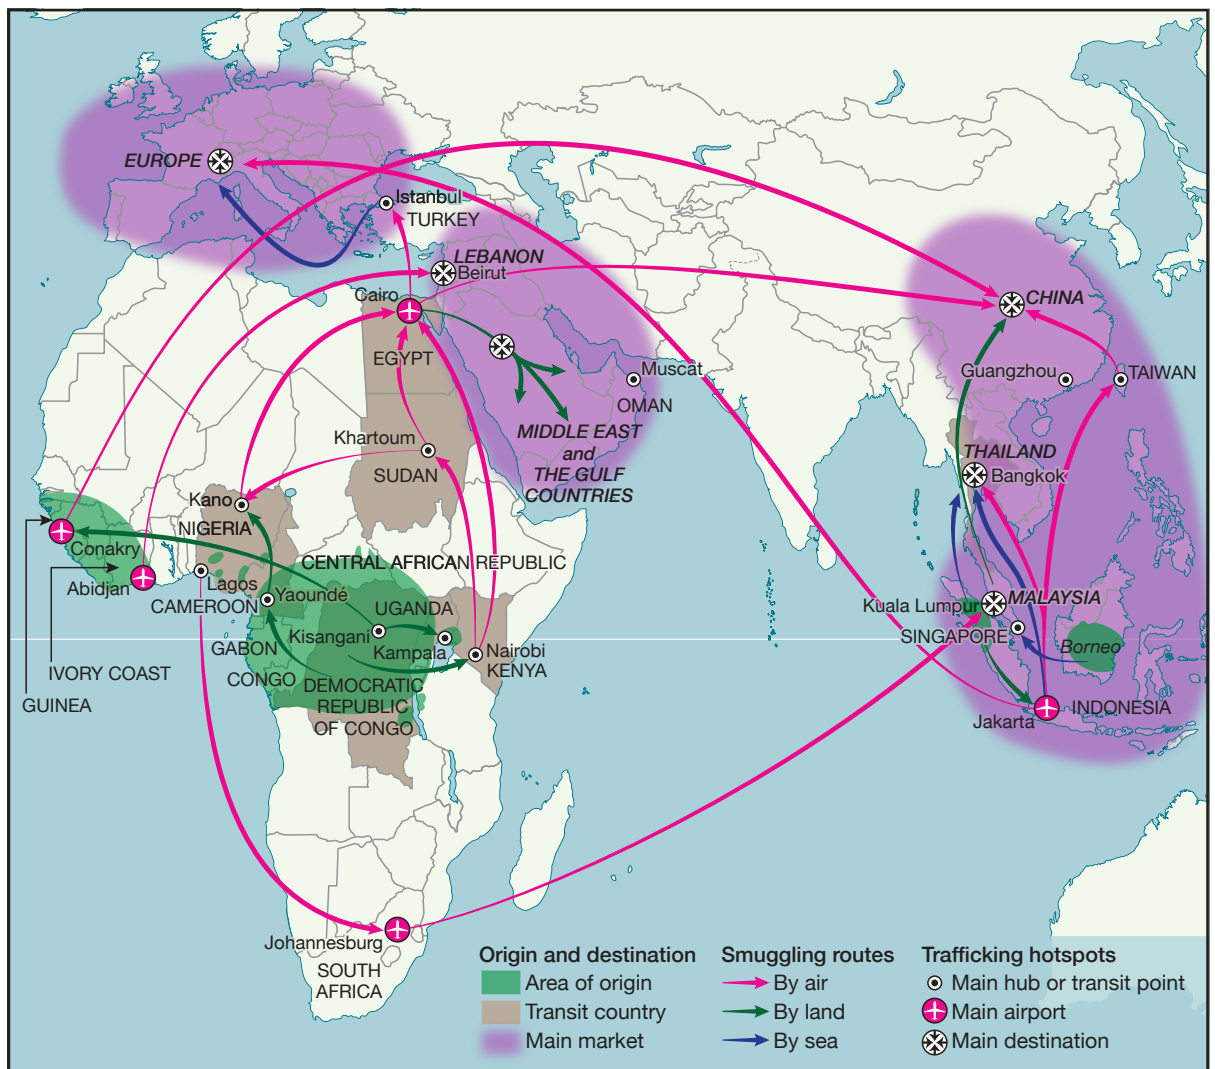 EUROPE
Istanbul
TURKEY
LEBANON
Beirut
Cairo
EGYPT
CHINA
Guangzhou
TAIWAN
Muscat
OMAN
MIDDLE EAST
and
THE GULF
COUNTRIES
Khartoum
SUDAN
THAILAND
Bangkok
Kano
NIGERIA
Conakry
Abidjan
Lagos
CAMEROON
Yaoundé
CENTRAL AFRICAN REPUBLIC
UGANDA
Kisangani
Kampala
Nairobi
KENYA
GABON
CONGO
DEMOCRATIC
REPUBLIC
OF CONGO
IVORY COAST
GUINEA
Kuala Lumpur
MALAYSIA
SINGAPORE
Borneo
INDONESIA
Jakarta
Johannesburg
SOUTH
AFRICA
Origin and destination
Area of origin
Transit country
Main market
Smuggling routes
By air
By land
By sea
Trafficking hotspots
Main hub or transit point
Main airport
Main destination